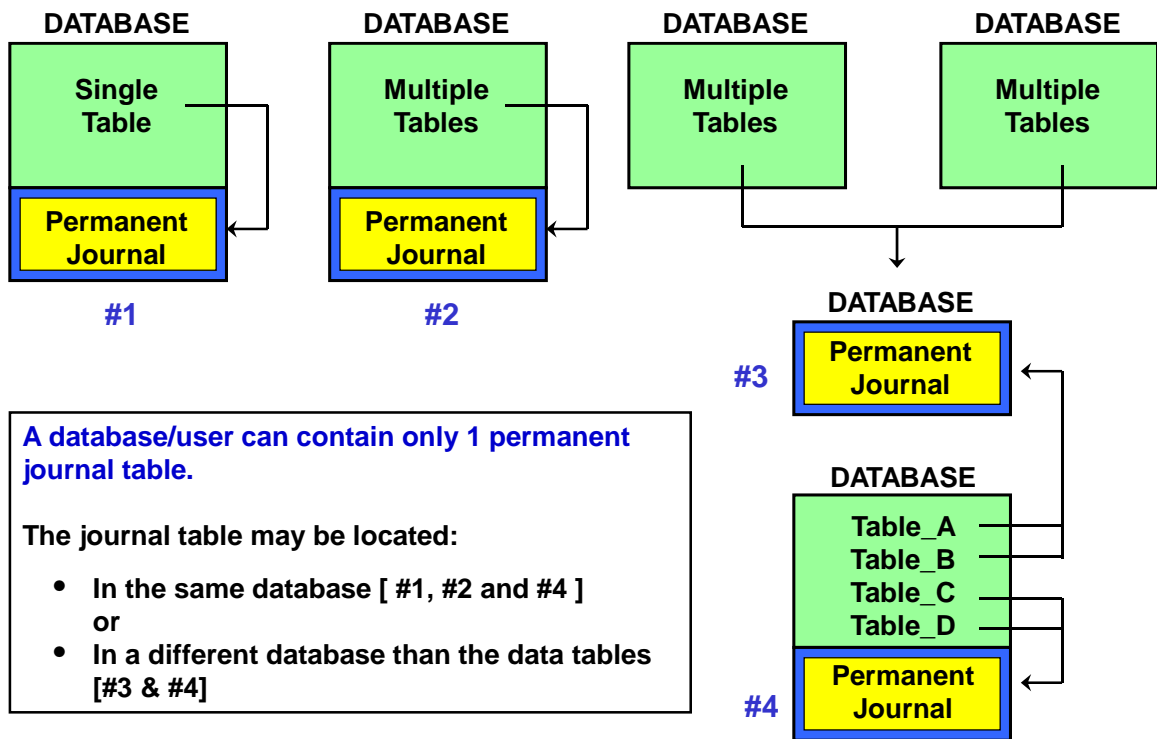 DATABASE
Single
Table
Permanent
Journal
#1
DATABASE
Multiple
Tables
Permanent
Journal
#2
DATABASE
Multiple
Tables
DATABASE
Multiple
Tables
DATABASE
Permanent
Journal
#3
A database/user can contain only 1 permanent
journal table.
The journal table may be located:
• In the same database [ #1, #2 and #4 ]
or
• In a different database than the data tables
[#3 & #4]
DATABASE
Table_A
Table_B
Table_C
Table_D
Permanent
Journal
#4